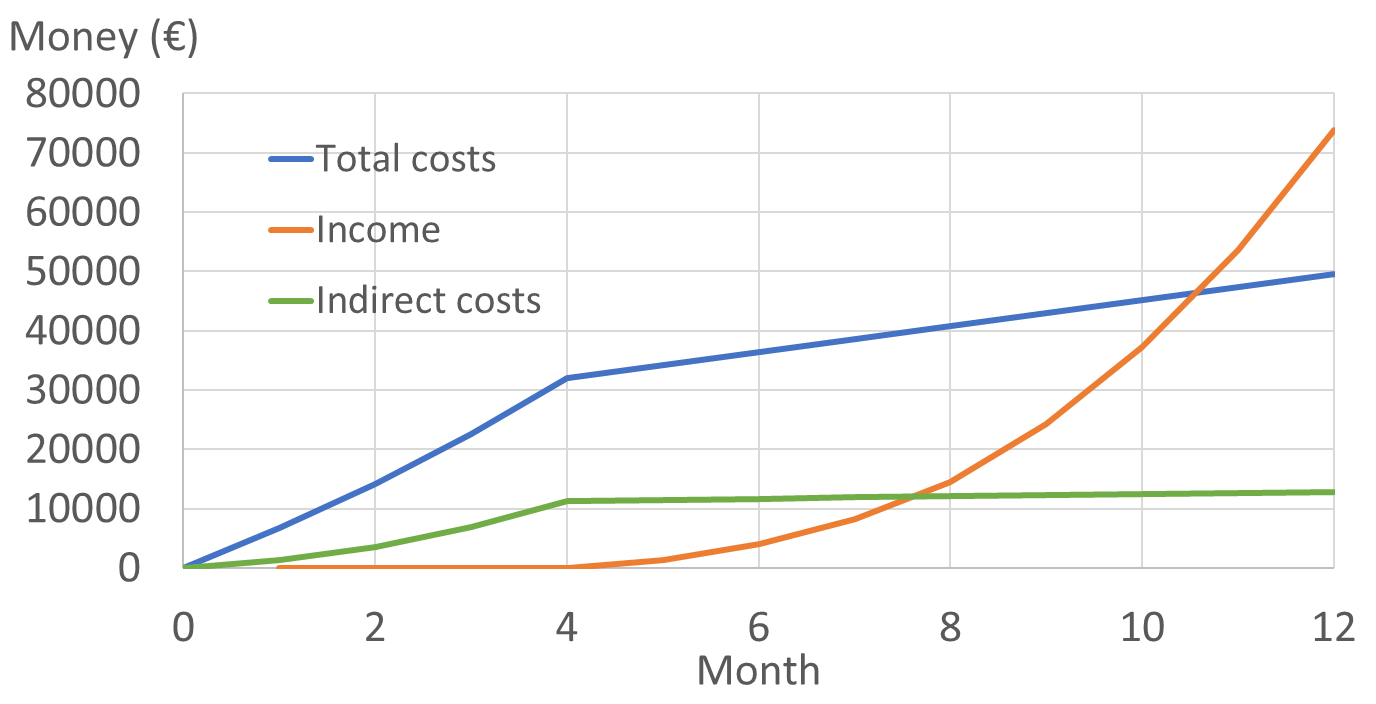 Money (€)
80000
70000
60000
50000
40000
30000
20000
10000
0
Total costs
Income
Indirect costs
0 2 4 6 8 10 12
Month